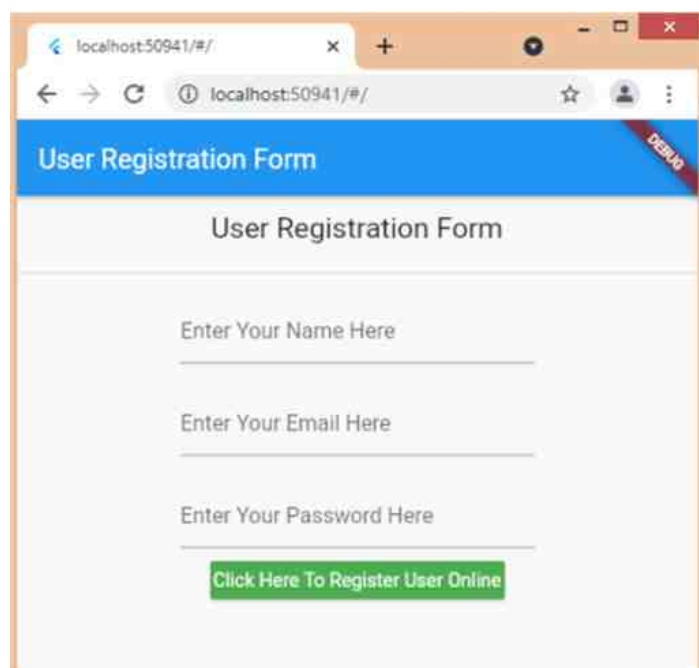 localhost:50941/#/
localhost:50941/#/
User Registration Form
DEBUG
User Registration Form
Enter Your Name Here
Enter Your Email Here
Enter Your Password Here
Click Here To Register User Online